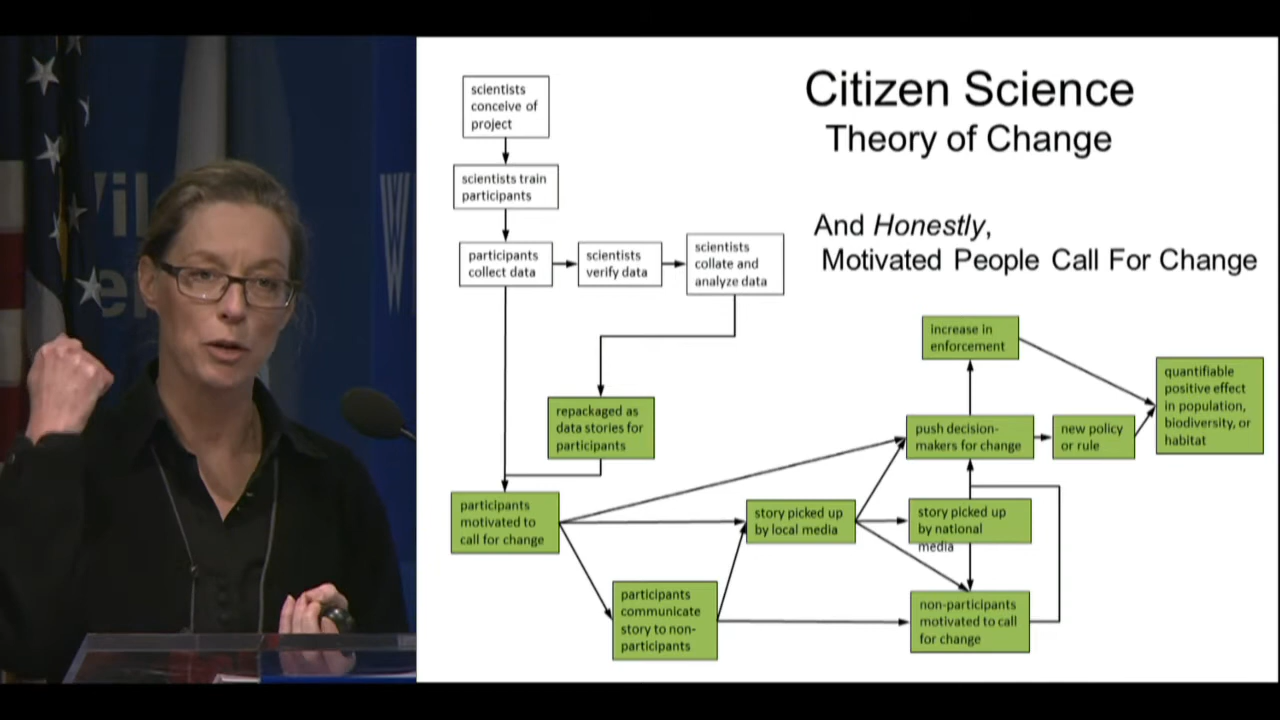 Citizen Science
Theory of Change
And Honestly,
Motivated People Call For Change
scientists
conceive of
project
scientists train
participants
participants
collect data
scientists
verify data
scientists
collate and
analyze data
repackaged as
data stories for
participants
participants
motivated to
call for change
participants
communicate
story to non-
participants
story picked up
by local media
story picked up
by national
media
non-participants
motivated to call
for change
push decision-
makers for change
increase in
enforcement
new policy
or rule
quantifiable
positive effect
in population,
biodiversity, or
habitat